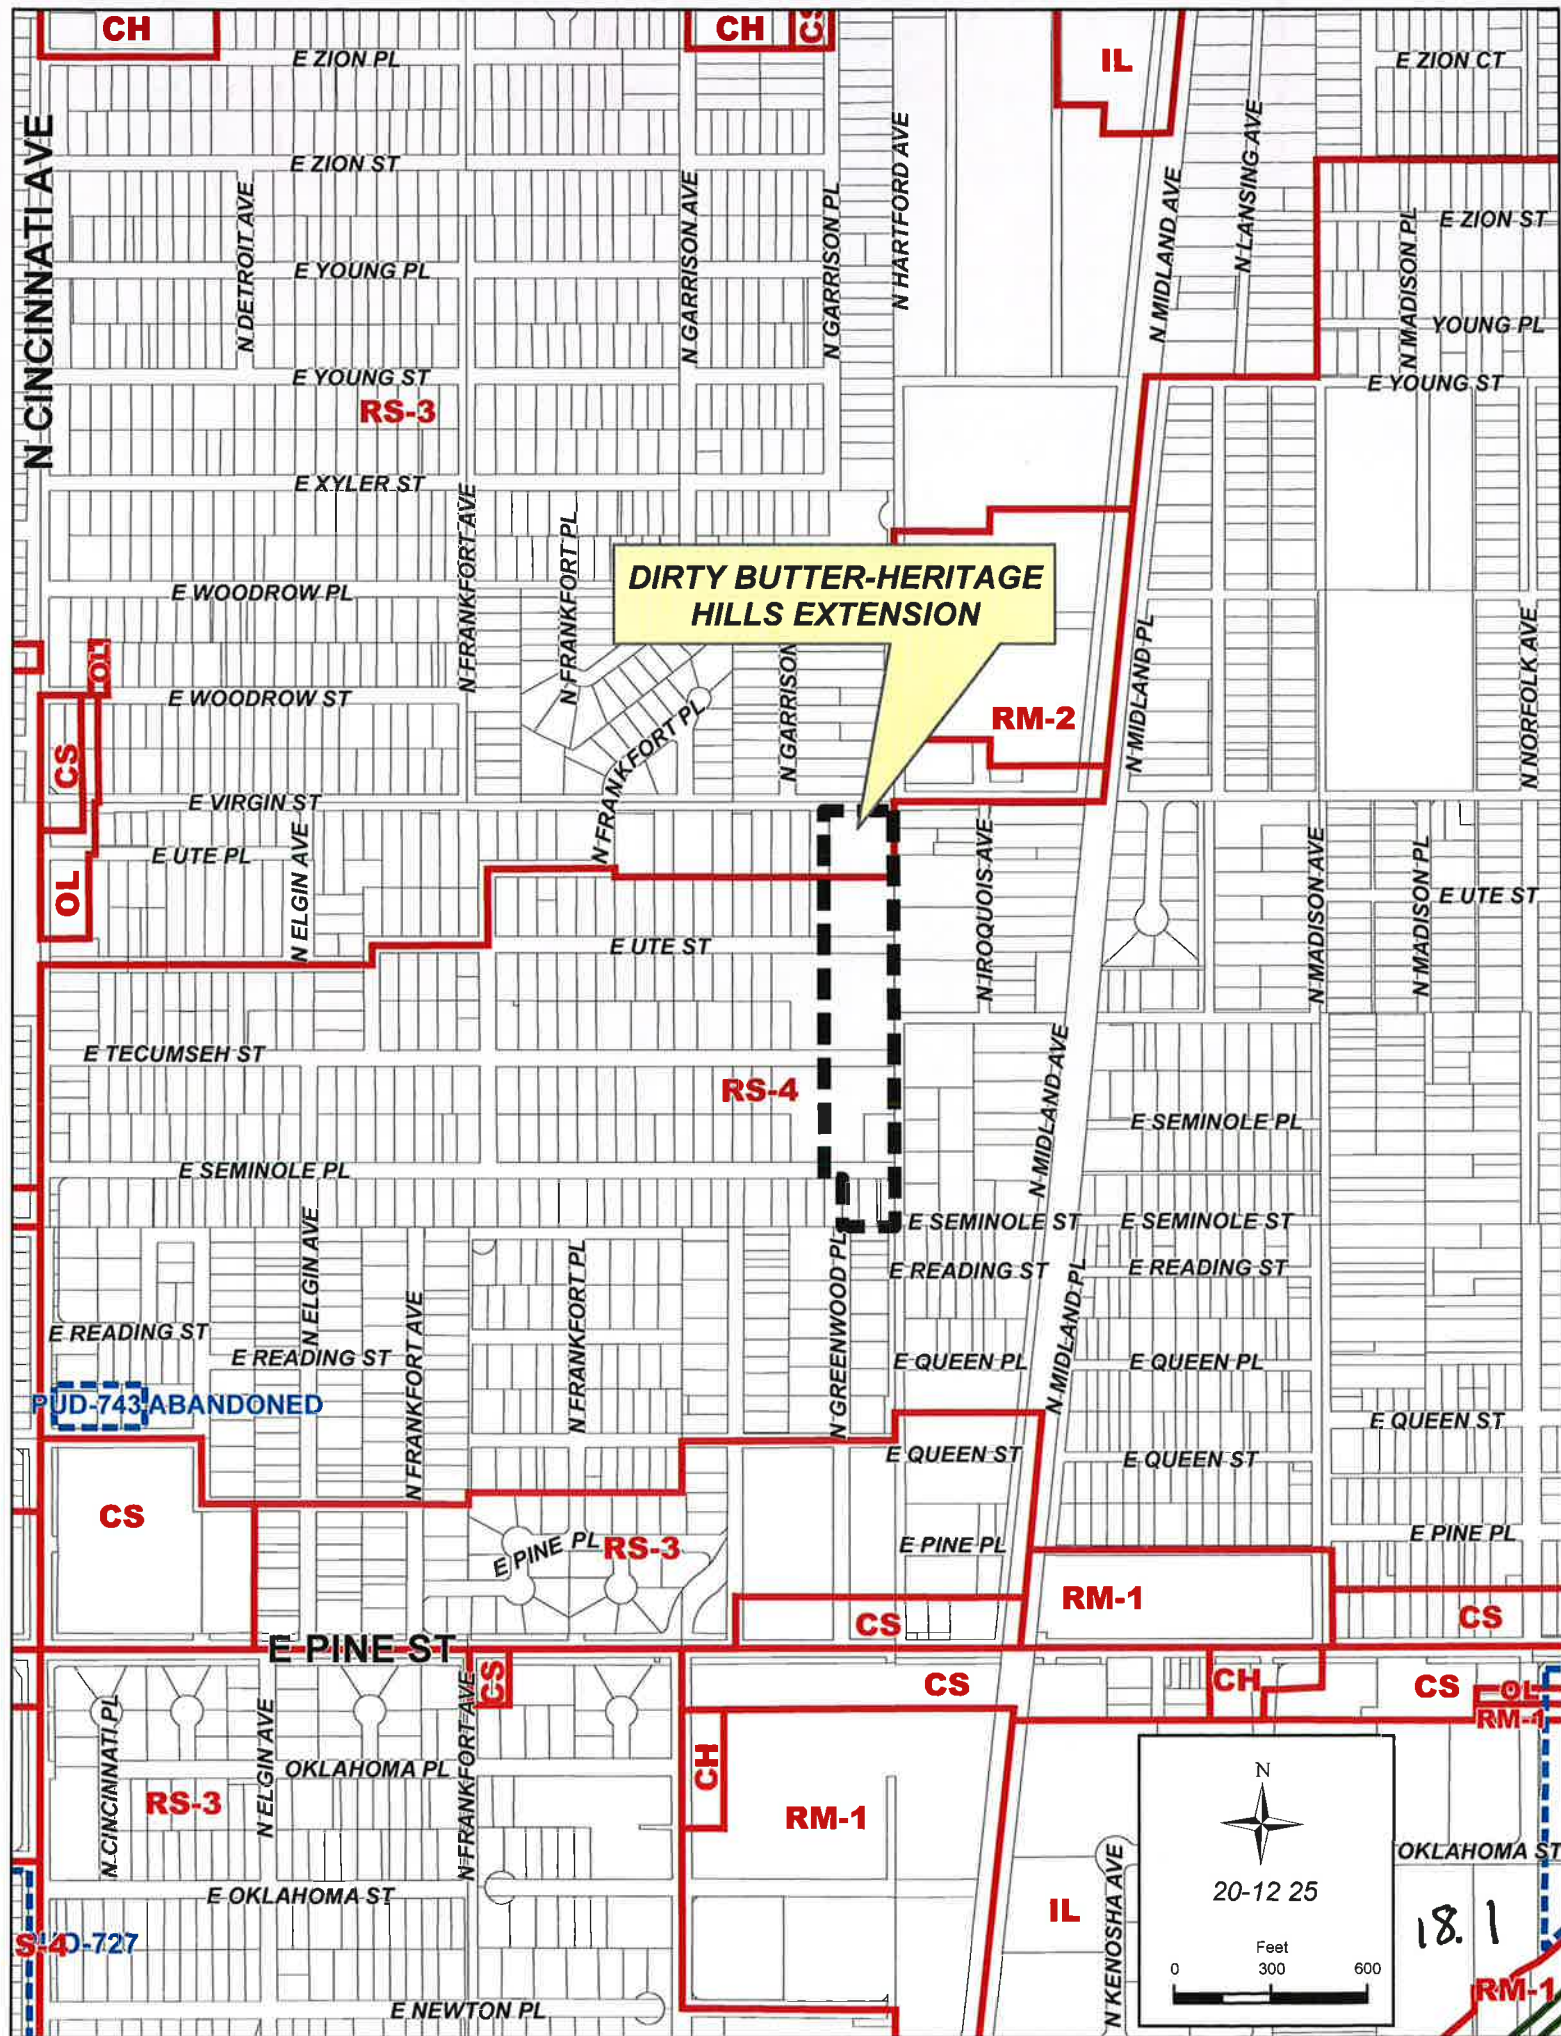 CH
CH
CS
IL
E ZION PL
E ZION CT
N CINCINNATI AVE
E ZION ST
N DETROIT AVE
N GARRISON AVE
N GARRISON PL
N HARTFORD AVE
N MIDLAND AVE
N LANSING AVE
N MADISON PL
E ZION ST
E YOUNG PL
YOUNG PL
E YOUNG ST
E YOUNG ST
RS-3
E XYLER ST
N FRANKFORT AVE
N FRANKFORT PL
DIRTY BUTTER-HERITAGE
HILLS EXTENSION
E WOODROW PL
OL
E WOODROW ST
N FRANKFORT PL
N GARRISON
RM-2
N MIDLAND PL
N NORFOLK AVE
CS
E VIRGIN ST
E UTE PL
OL
N ELGIN AVE
N IROQUOIS AVE
N MADISON AVE
N MADISON PL
E UTE ST
E UTE ST
E TECUMSEH ST
RS-4
N MIDLAND AVE
E SEMINOLE PL
E SEMINOLE PL
E SEMINOLE ST
E SEMINOLE ST
N ELGIN AVE
N FRANKFORT AVE
N FRANKFORT PL
N GREENWOOD PL
E READING ST
E READING ST
N MIDLAND PL
E READING ST
E READING ST
E QUEEN PL
E QUEEN PL
PUD-743 ABANDONED
E QUEEN ST
E QUEEN ST
E QUEEN ST
CS
E PINE PL
RS-3
E PINE PL
E PINE PL
RM-1
CS
CS
E PINE ST
CS
CS
CH
CS
OL
RM-1
N CINCINNATI PL
N ELGIN AVE
N FRANKFORT AVE
OKLAHOMA PL
CH
RS-3
RM-1
N
20-12 25
Feet
0 300 600
OKLAHOMA ST
E OKLAHOMA ST
IL
N KENOSHA AVE
18.1
S-4
D-727
RM-1
E NEWTON PL